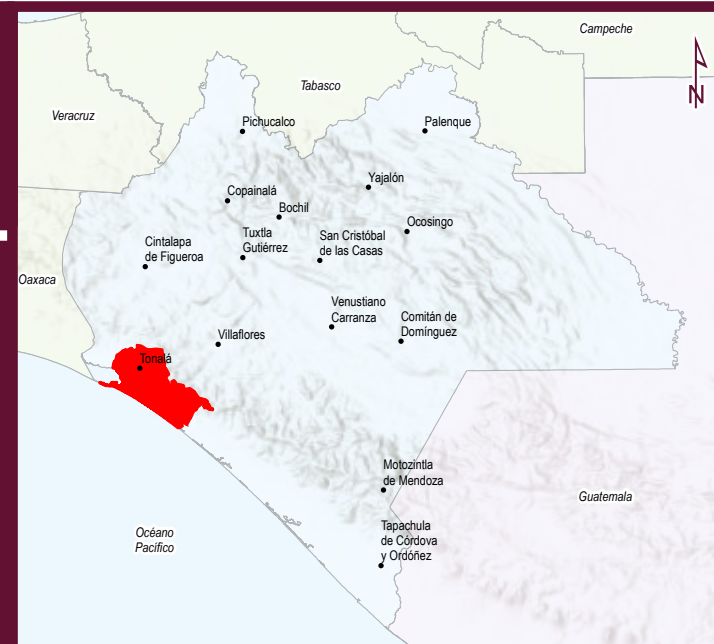 Campeche
N
Tabasco
Veracruz
Pichucalco
Palenque
Yajalón
Copainalá
Bochil
Ocosingo
Tuxtla
Gutiérrez
San Cristóbal
de las Casas
Cintalapa
de Figueroa
Oaxaca
Venustiano
Carranza
Comitán de
Domínguez
Villaflores
Tonalá
Motozintla
de Mendoza
Guatemala
Océano
Pacífico
Tapachula
de Córdova
y Ordóñez